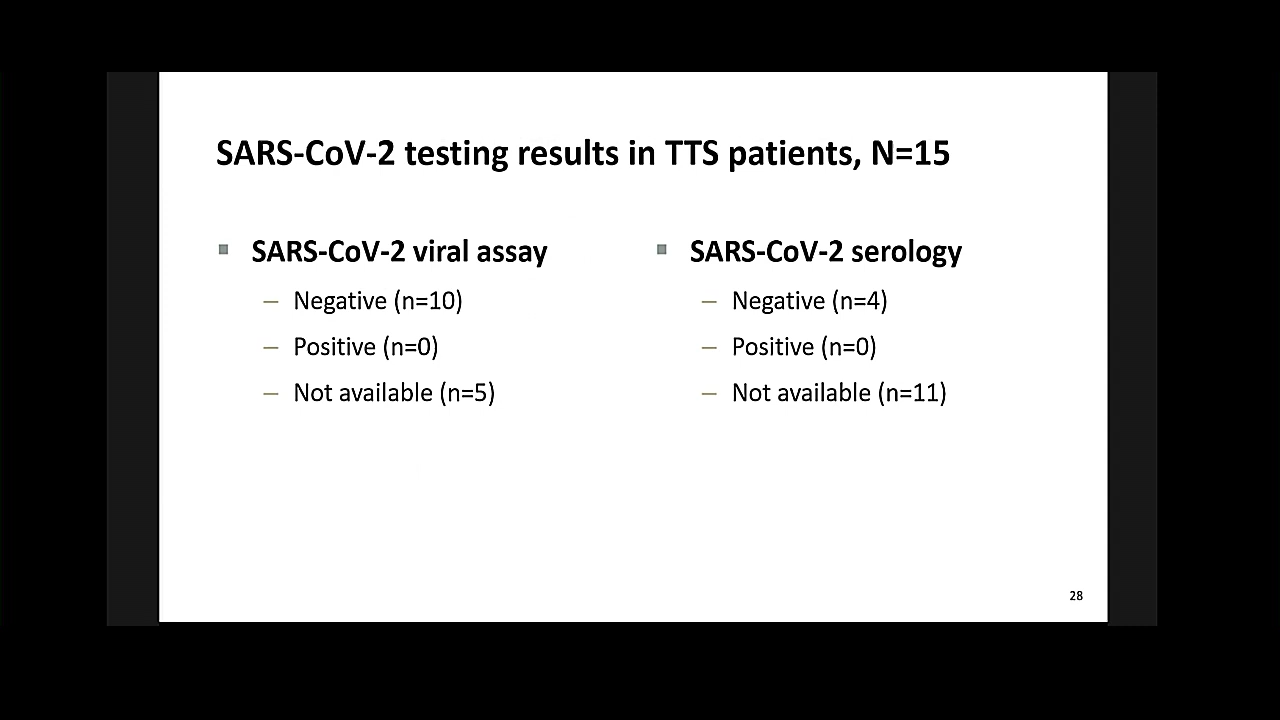 SARS-CoV-2 testing results in TTS patients, N=15
SARS-CoV-2 viral assay
– Negative (n=10)
– Positive (n=0)
– Not available (n=5)
SARS-CoV-2 serology
– Negative (n=4)
– Positive (n=0)
– Not available (n=11)
28